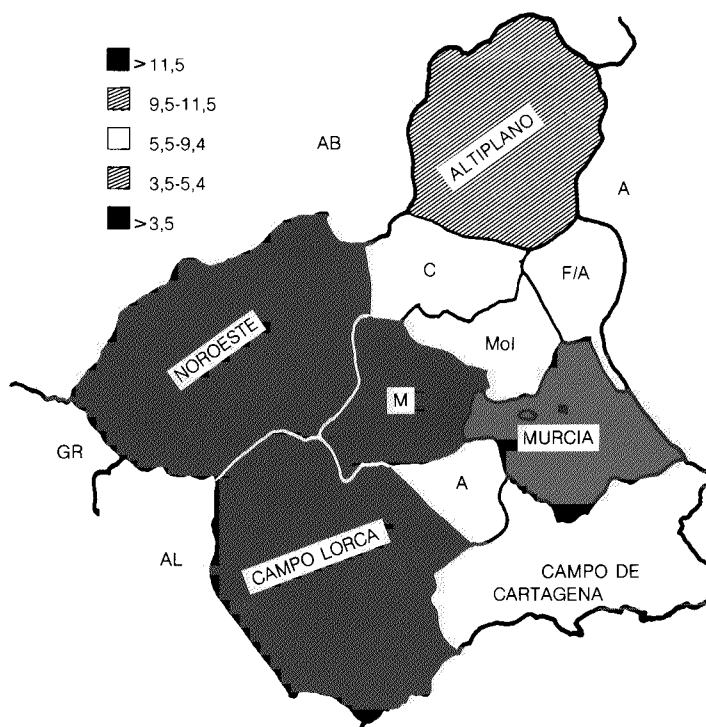 >11,5
9,5-11,5
5,5-9,4
3,5-5,4
>3,5
AB
ALTIPLANO
A
C
F/A
NOROESTE
Mol
M
MURCIA
GR
A
AL
CAMPO LORCA
CAMPO DE
CARTAGENA